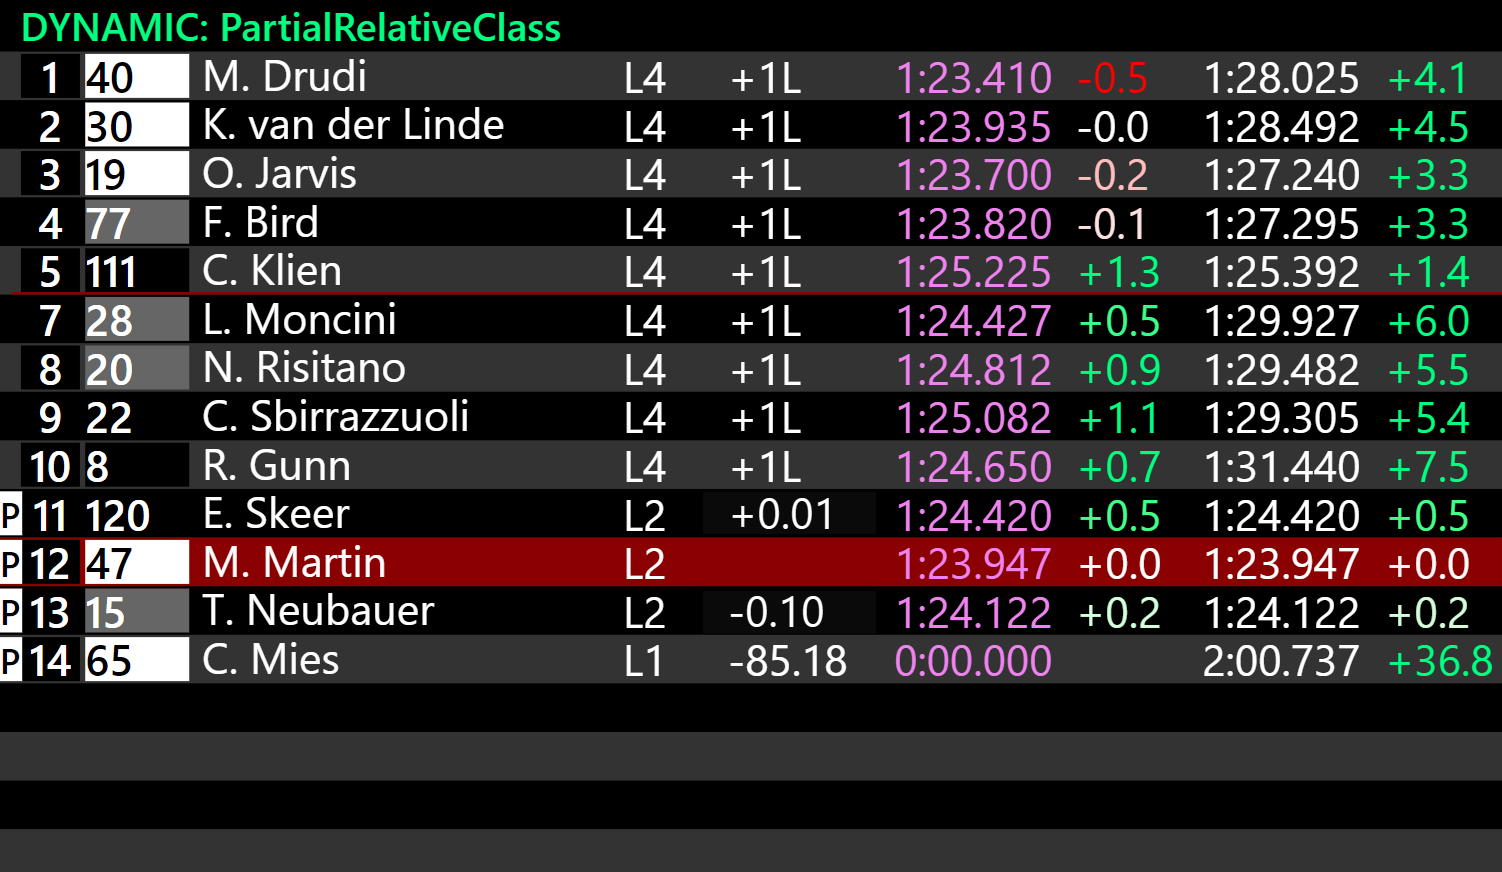 DYNAMIC: PartialRelativeClass
1 40 M. Drudi L4 +1L 1:23.410 -0.5 1:28.025 +4.1
2 30 K. van der Linde L4 +1L 1:23.935 -0.0 1:28.492 +4.5
3 19 O. Jarvis L4 +1L 1:23.700 -0.2 1:27.240 +3.3
4 77 F. Bird L4 +1L 1:23.820 -0.1 1:27.295 +3.3
5 111 C. Klien L4 +1L 1:25.225 +1.3 1:25.392 +1.4
7 28 L. Moncini L4 +1L 1:24.427 +0.5 1:29.927 +6.0
8 20 N. Risitano L4 +1L 1:24.812 +0.9 1:29.482 +5.5
9 22 C. Sbirrazzuoli L4 +1L 1:25.082 +1.1 1:29.305 +5.4
10 8 R. Gunn L4 +1L 1:24.650 +0.7 1:31.440 +7.5
P 11 120 E. Skeer L2 +0.01 1:24.420 +0.5 1:24.420 +0.5
P 12 47 M. Martin L2 1:23.947 +0.0 1:23.947 +0.0
P 13 15 T. Neubauer L2 -0.10 1:24.122 +0.2 1:24.122 +0.2
P 14 65 C. Mies L1 -85.18 0:00.000 2:00.737 +36.8